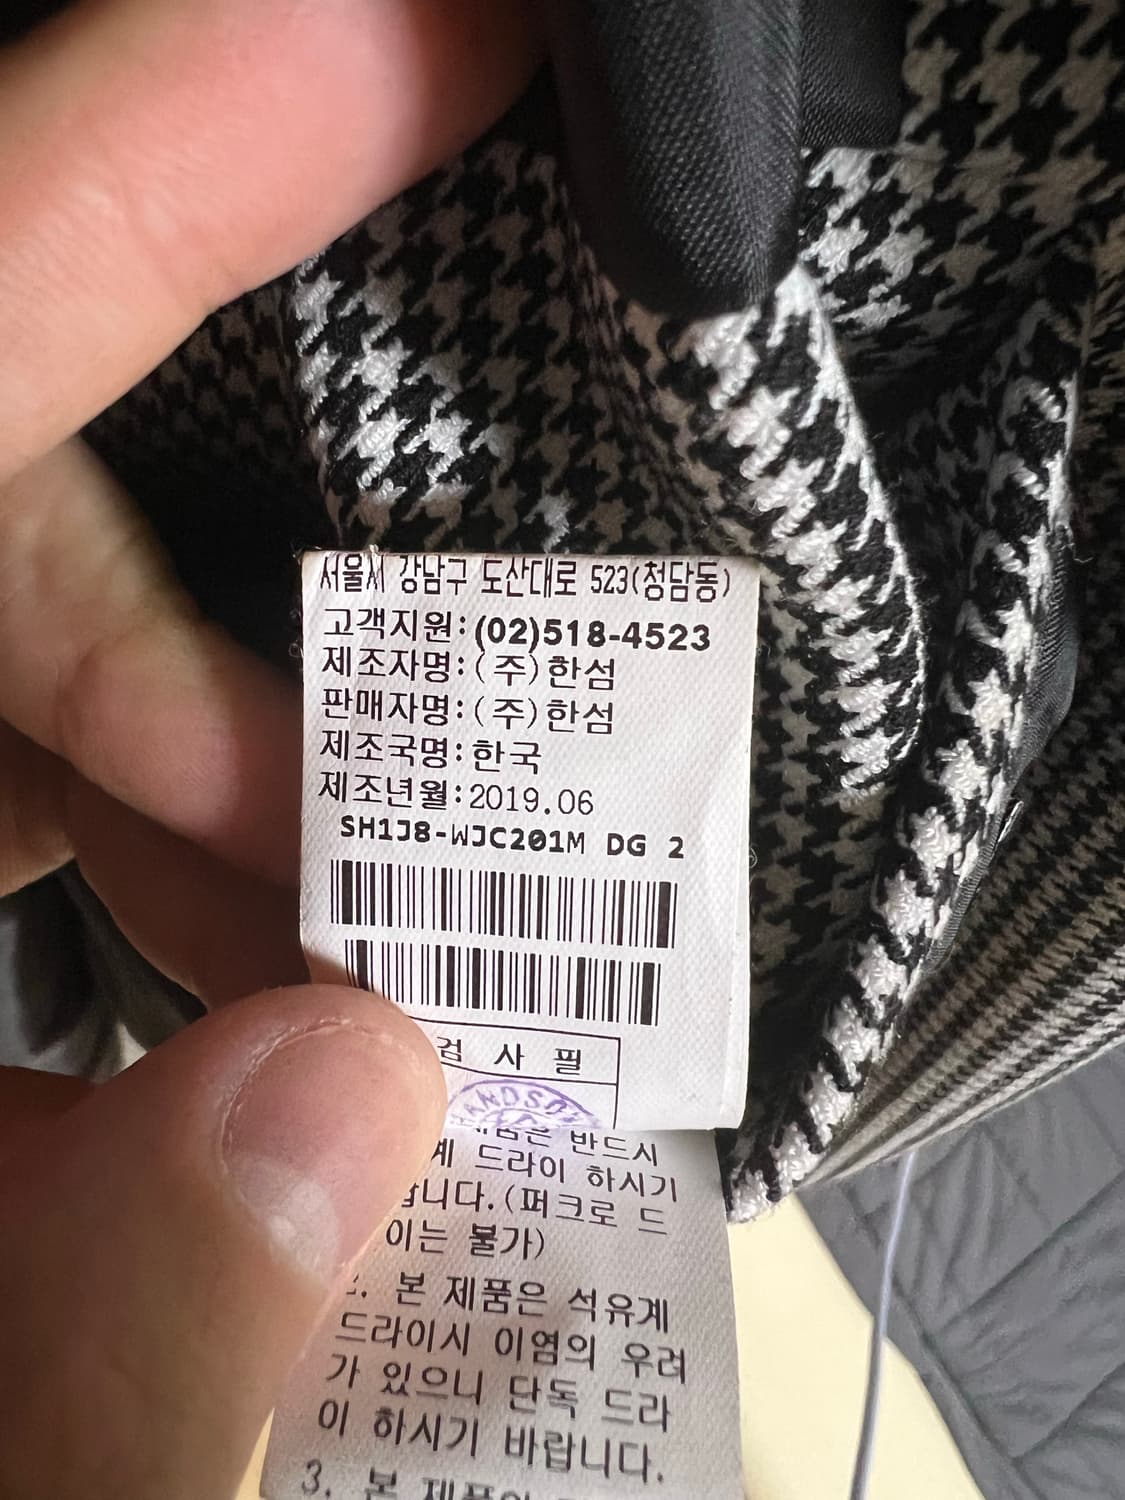 서울시 강남구 도산대로 523(청담동)
고객지원:(02)518-4523
제조자명:(주)한섬
판매자명:(주)한섬
제조국명:한국
제조년월:2019.06
SH1J8-WJC201M DG 2
검 사 필
반드시
드라이 하시기
니다.(퍼크로 드
이는 불가)
본 제품은 석유계
드라이시 이염의 우려
가 있으니 단독 드라
이 하시기 바랍니다.
3. 본